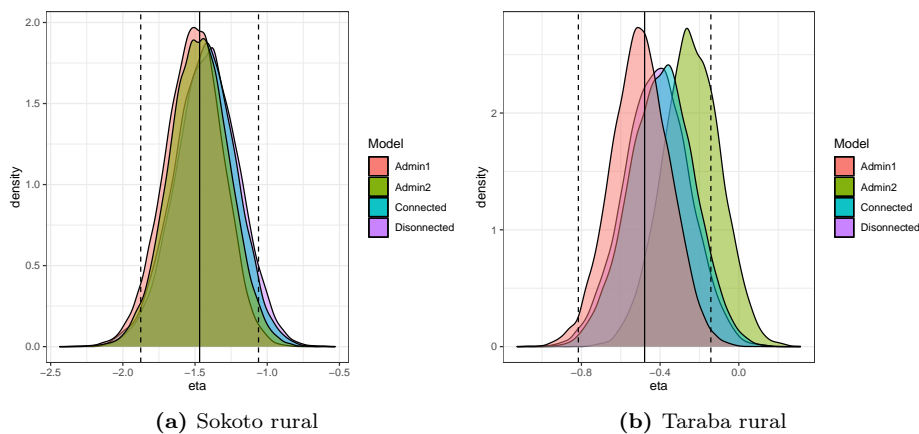 2.0
1.5
1.0
0.5
0.0
density
−2.5 −2.0 −1.5 −1.0 −0.5
eta
Model
Admin1
Admin2
Connected
Disonnected
(a) Sokoto rural
2
1
0
density
−0.8 −0.4 0.0
eta
Model
Admin1
Admin2
Connected
Disonnected
(b) Taraba rural